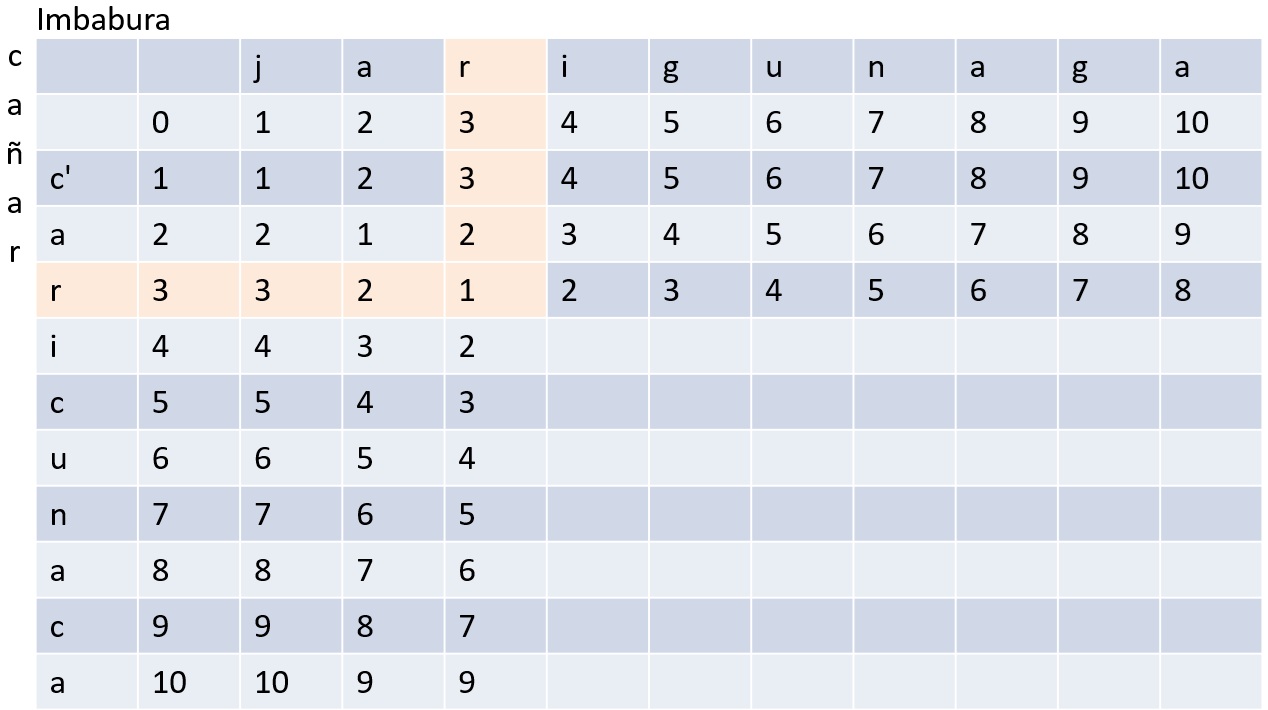 Imbabura
c
a
ñ
a
r
j a r i g u n a g a
0 1 2 3 4 5 6 7 8 9 10
c' 1 1 2 3 4 5 6 7 8 9 10
a 2 2 1 2 3 4 5 6 7 8 9
r 3 3 2 1 2 3 4 5 6 7 8
i 4 4 3 2
c 5 5 4 3
u 6 6 5 4
n 7 7 6 5
a 8 8 7 6
c 9 9 8 7
a 10 10 9 9